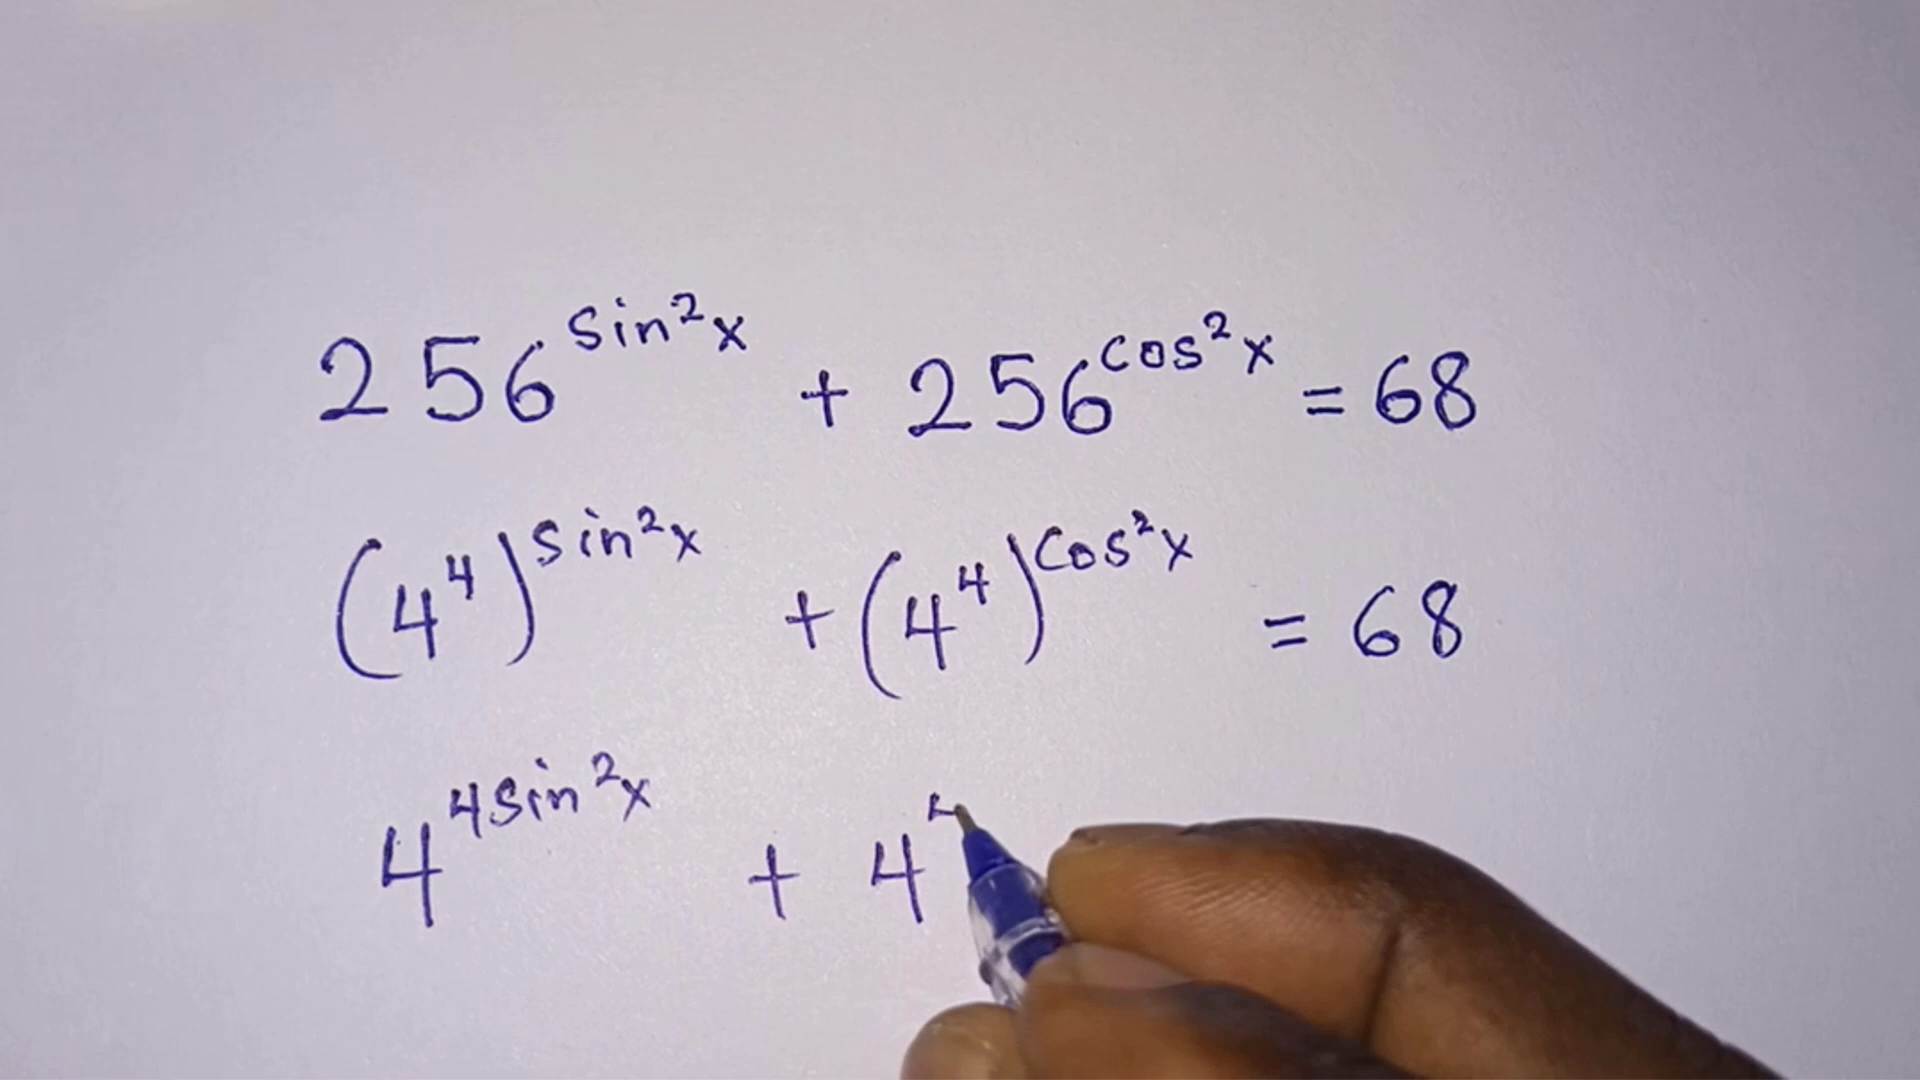 256^sin²x + 256^cos²x = 68
(4⁴)^sin²x + (4⁴)^cos²x = 68
4^4sin²x + 4